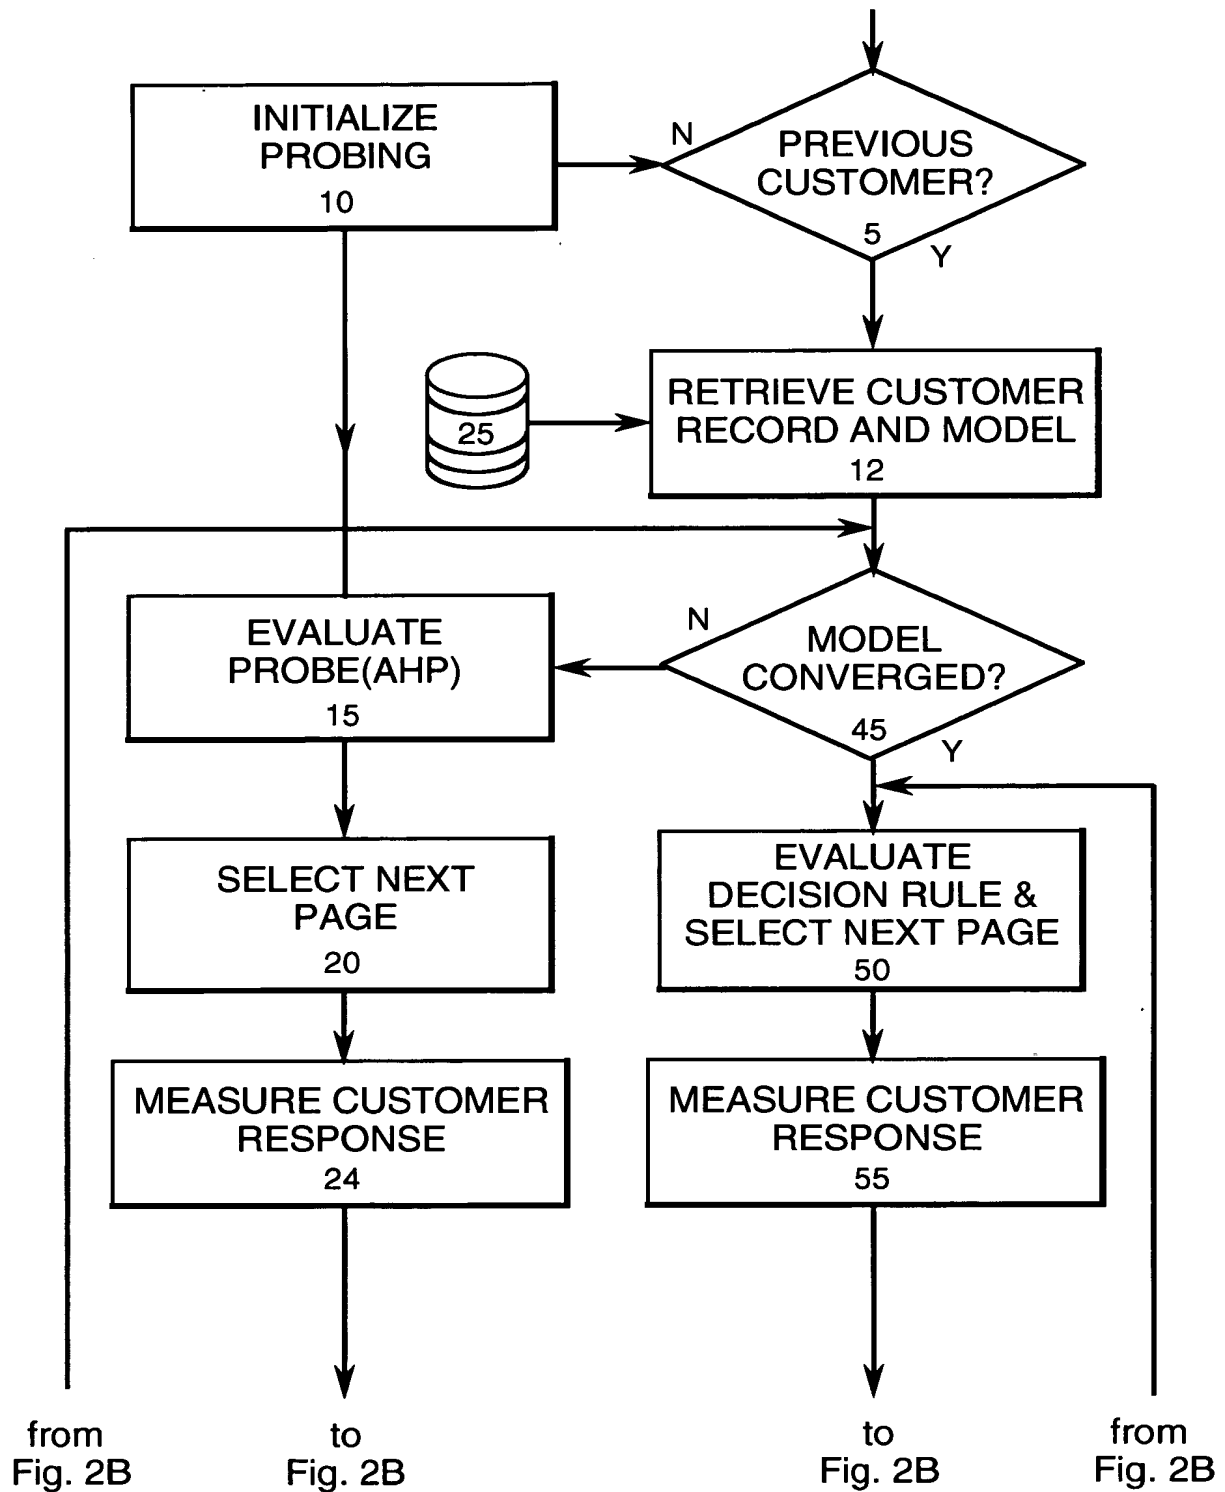 INITIALIZE
PROBING
10
N
PREVIOUS
CUSTOMER?
5
Y
25
RETRIEVE CUSTOMER
RECORD AND MODEL
12
EVALUATE
PROBE(AHP)
15
N
MODEL
CONVERGED?
45
Y
SELECT NEXT
PAGE
20
EVALUATE
DECISION RULE &
SELECT NEXT PAGE
50
MEASURE CUSTOMER
RESPONSE
24
MEASURE CUSTOMER
RESPONSE
55
from
Fig. 2B
to
Fig. 2B
to
Fig. 2B
from
Fig. 2B